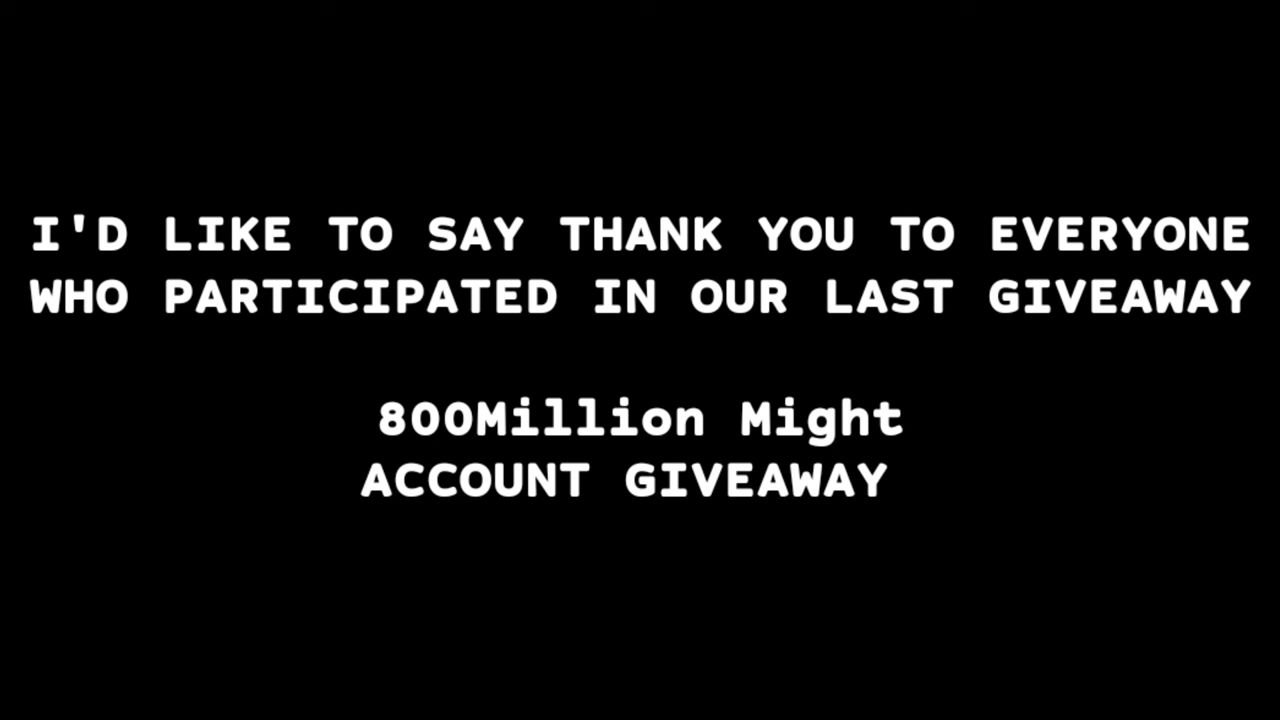 I'D LIKE TO SAY THANK YOU TO EVERYONE
WHO PARTICIPATED IN OUR LAST GIVEAWAY
800Million Might
ACCOUNT GIVEAWAY